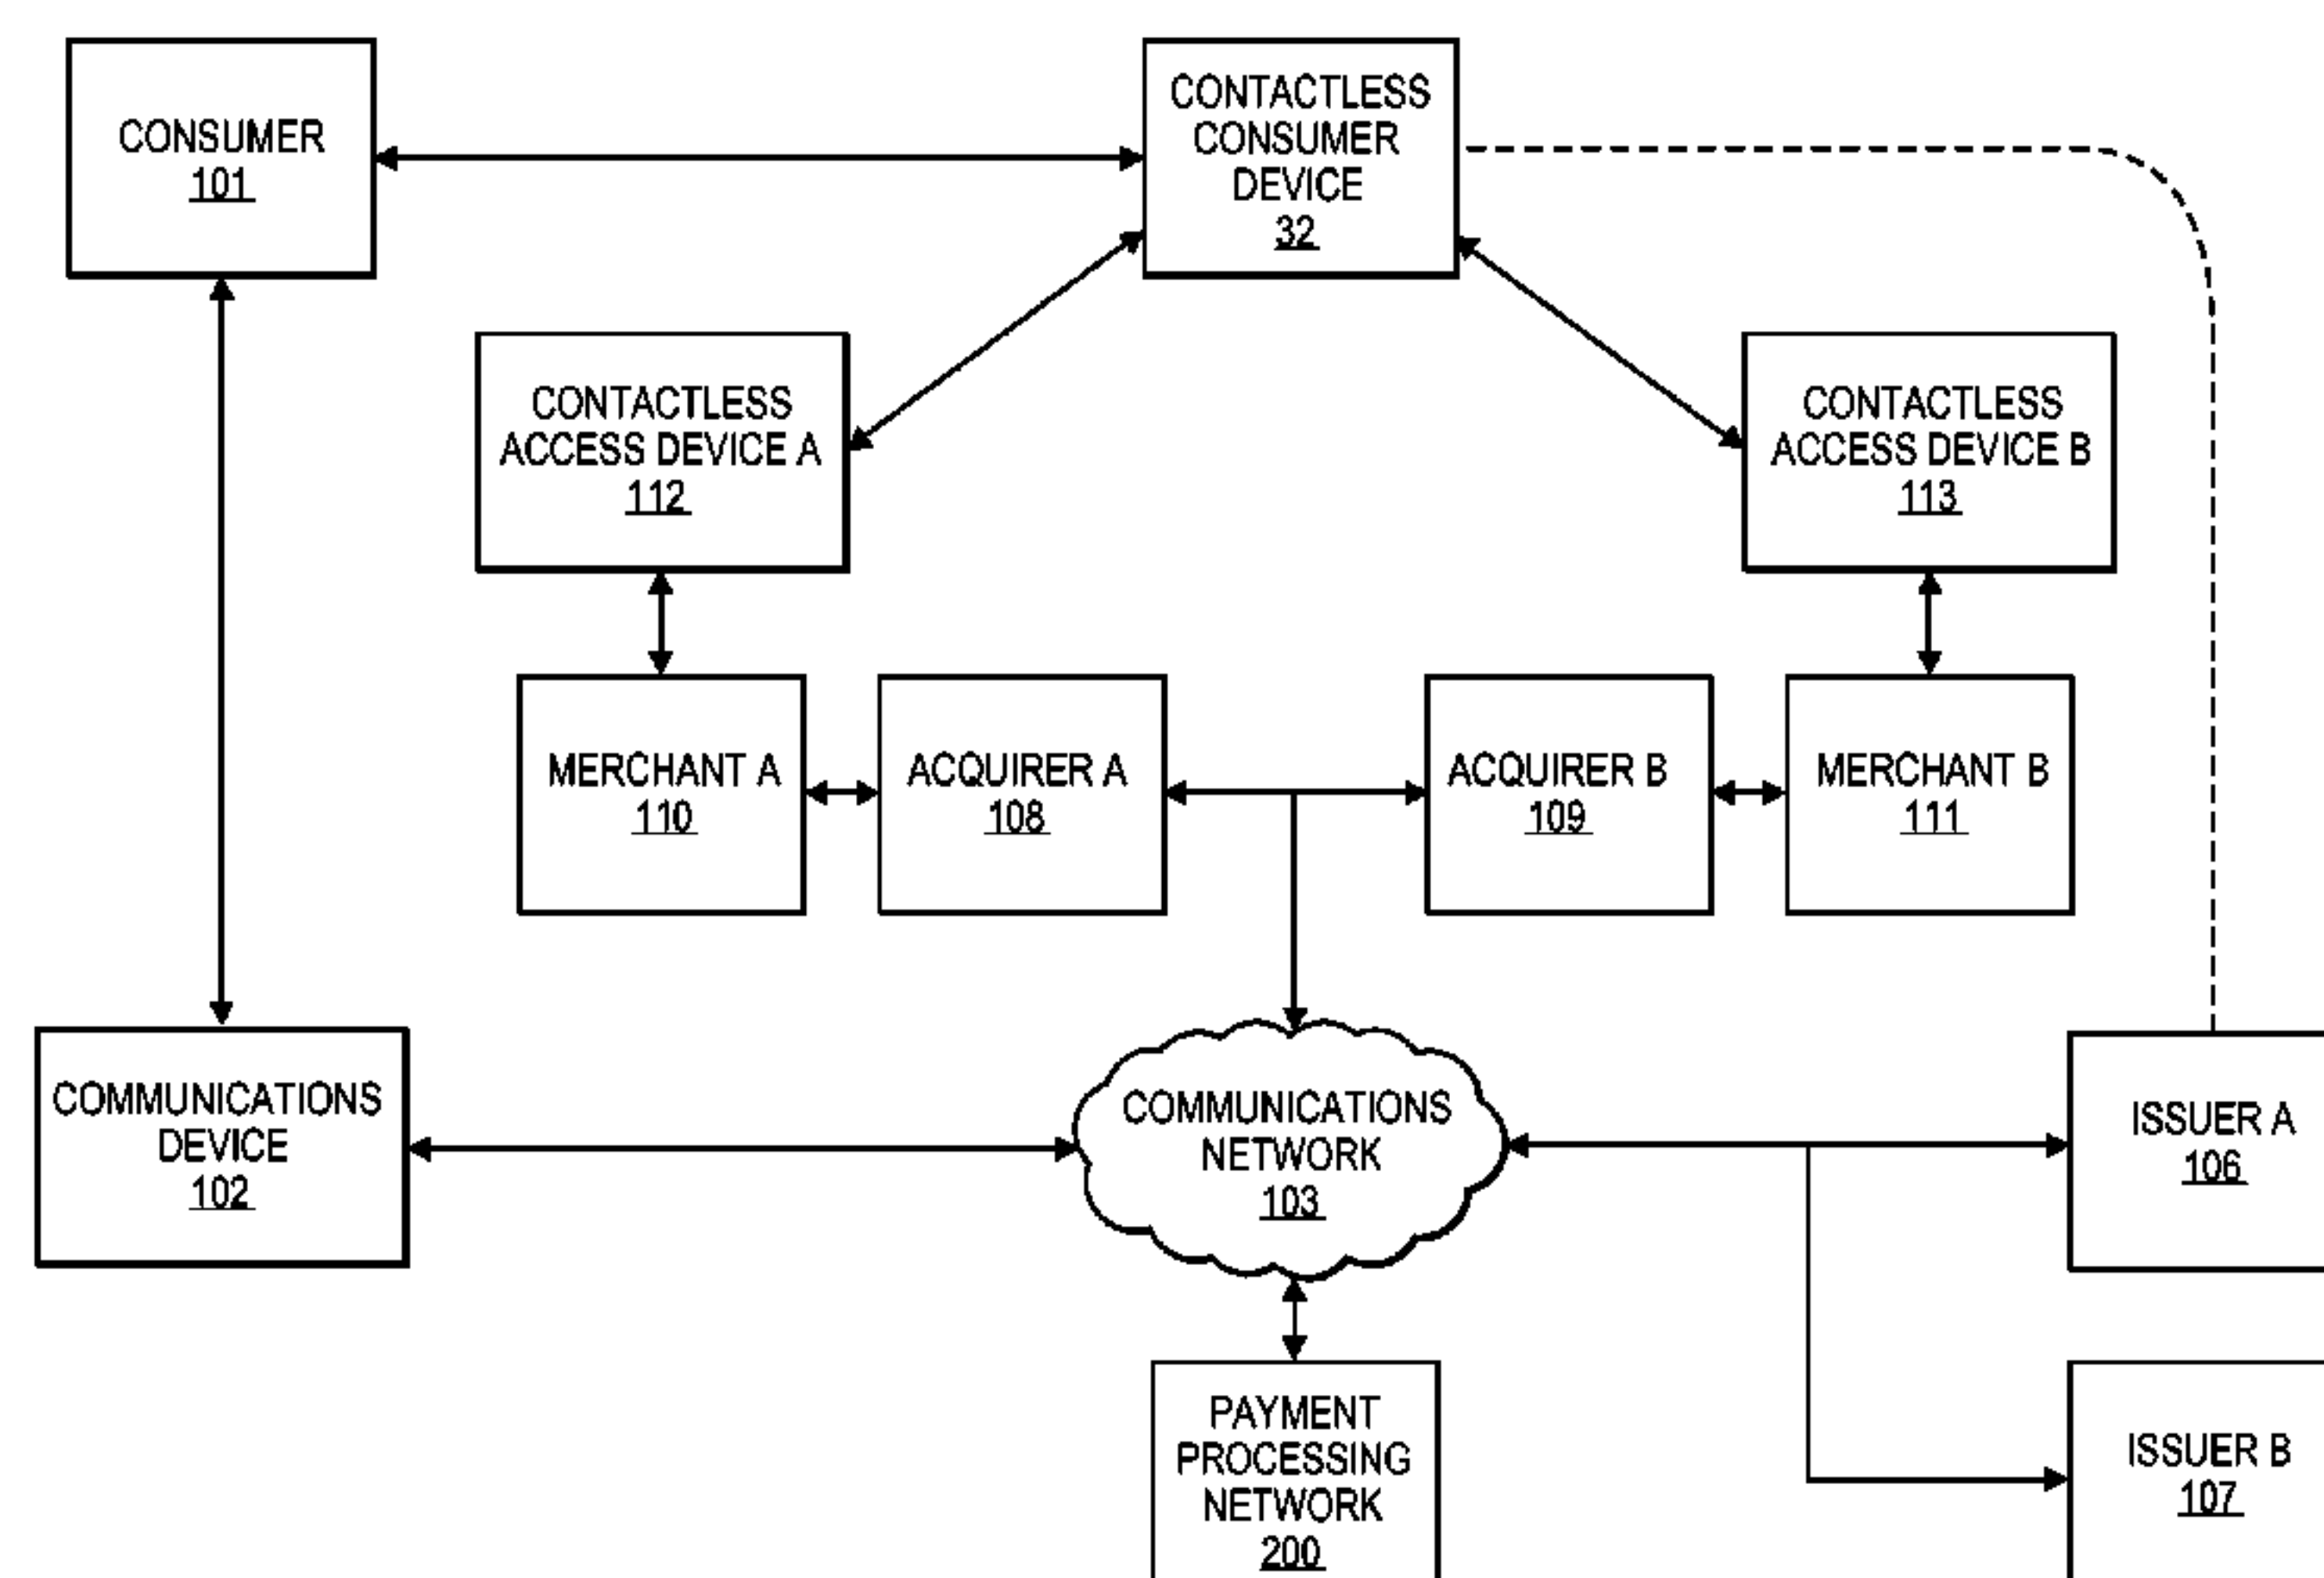 CONSUMER
101
CONTACTLESS
CONSUMER
DEVICE
32
CONTACTLESS
ACCESS DEVICE A
112
CONTACTLESS
ACCESS DEVICE B
113
MERCHANT A
110
ACQUIRER A
108
ACQUIRER B
109
MERCHANT B
111
COMMUNICATIONS
DEVICE
102
COMMUNICATIONS
NETWORK
103
ISSUER A
106
PAYMENT
PROCESSING
NETWORK
200
ISSUER B
107